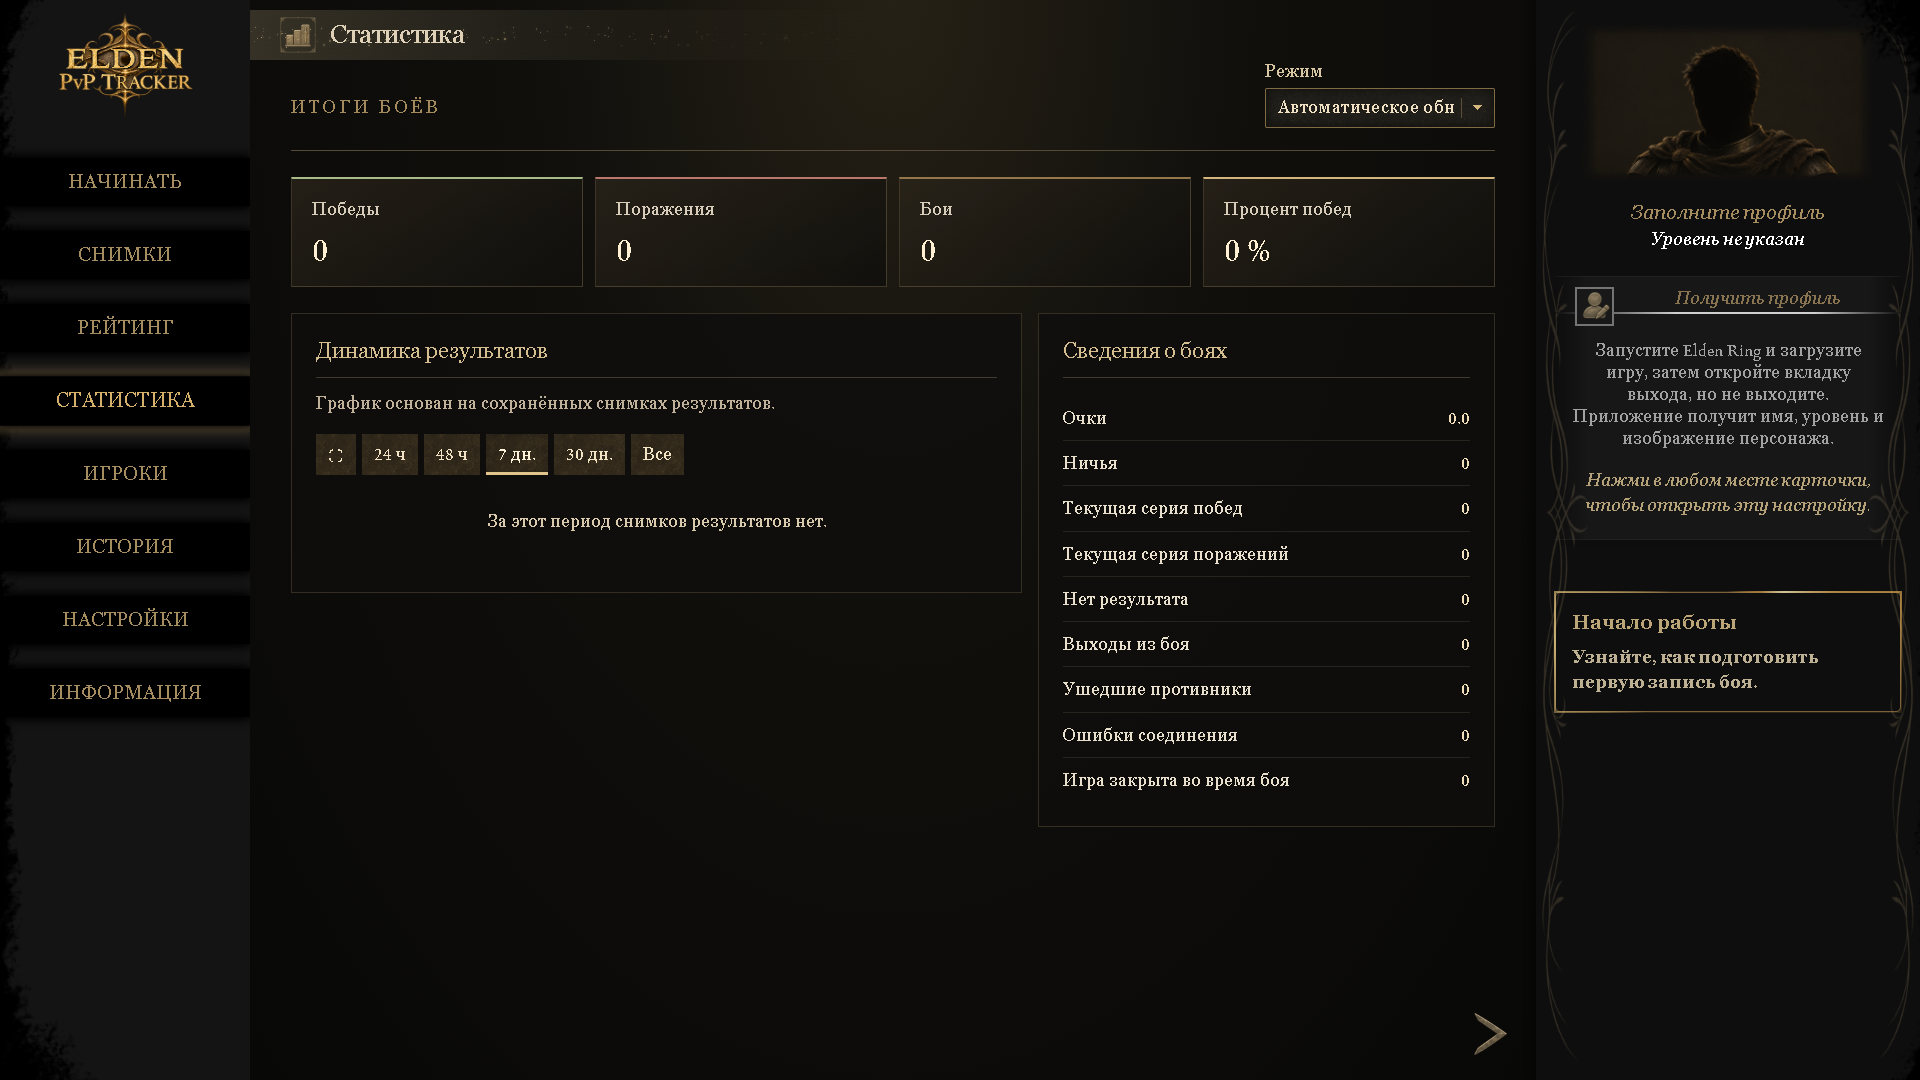 ELDEN
PvP TRACKER
НАЧИНАТЬ
СНИМКИ
РЕЙТИНГ
СТАТИСТИКА
ИГРОКИ
ИСТОРИЯ
НАСТРОЙКИ
ИНФОРМАЦИЯ
Статистика
ИТОГИ БОЁВ
Режим
Автоматическое обн
Победы
0
Поражения
0
Бои
0
Процент побед
0 %
Динамика результатов
График основан на сохранённых снимках результатов.
24 ч
48 ч
7 дн.
30 дн.
Все
За этот период снимков результатов нет.
Сведения о боях
Очки 0.0
Ничья 0
Текущая серия побед 0
Текущая серия поражений 0
Нет результата 0
Выходы из боя 0
Ушедшие противники 0
Ошибки соединения 0
Игра закрыта во время боя 0
Заполните профиль
Уровень не указан
Получить профиль
Запустите Elden Ring и загрузите
игру, затем откройте вкладку
выхода, но не выходите.
Приложение получит имя, уровень и
изображение персонажа.
Нажми в любом месте карточки,
чтобы открыть эту настройку.
Начало работы
Узнайте, как подготовить
первую запись боя.